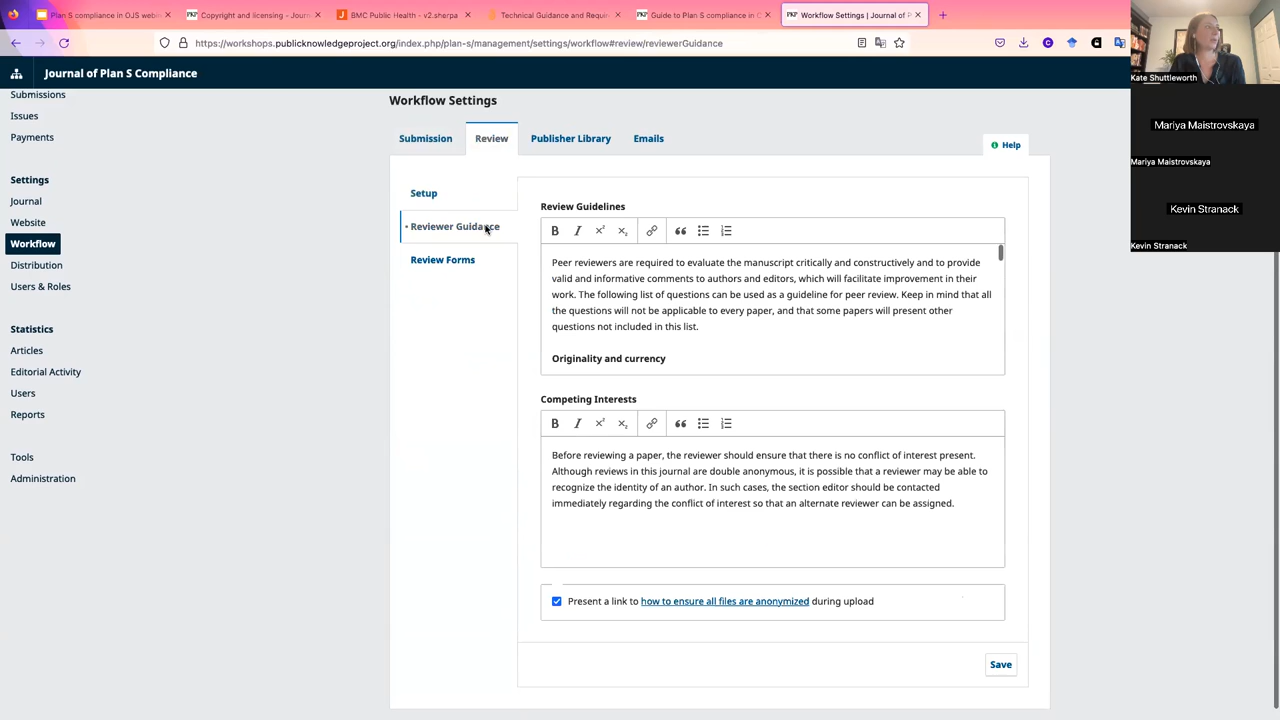 Plan S compliance in OJS webi
Copyright and licensing - Journ
BMC Public Health - v2.sherpa
Technical Guidance and Requir
Guide to Plan S compliance in O
Workflow Settings | Journal of P
https://workshops.publicknowledgeproject.org/index.php/plan-s/management/settings/workflow#review/reviewerGuidance
Journal of Plan S Compliance
Submissions
Issues
Payments
Settings
Journal
Website
Workflow
Distribution
Users & Roles
Statistics
Articles
Editorial Activity
Users
Reports
Tools
Administration
Workflow Settings
Submission
Review
Publisher Library
Emails
Help
Setup
• Reviewer Guidance
Review Forms
Review Guidelines
Peer reviewers are required to evaluate the manuscript critically and constructively and to provide
valid and informative comments to authors and editors, which will facilitate improvement in their
work. The following list of questions can be used as a guideline for peer review. Keep in mind that all
the questions will not be applicable to every paper, and that some papers will present other
questions not included in this list.
Originality and currency
Competing Interests
Before reviewing a paper, the reviewer should ensure that there is no conflict of interest present.
Although reviews in this journal are double anonymous, it is possible that a reviewer may be able to
recognize the identity of an author. In such cases, the section editor should be contacted
immediately regarding the conflict of interest so that an alternate reviewer can be assigned.
Present a link to how to ensure all files are anonymized during upload
Save
Kate Shuttleworth
Mariya Maistrovskaya
Mariya Maistrovskaya
Kevin Stranack
Kevin Stranack